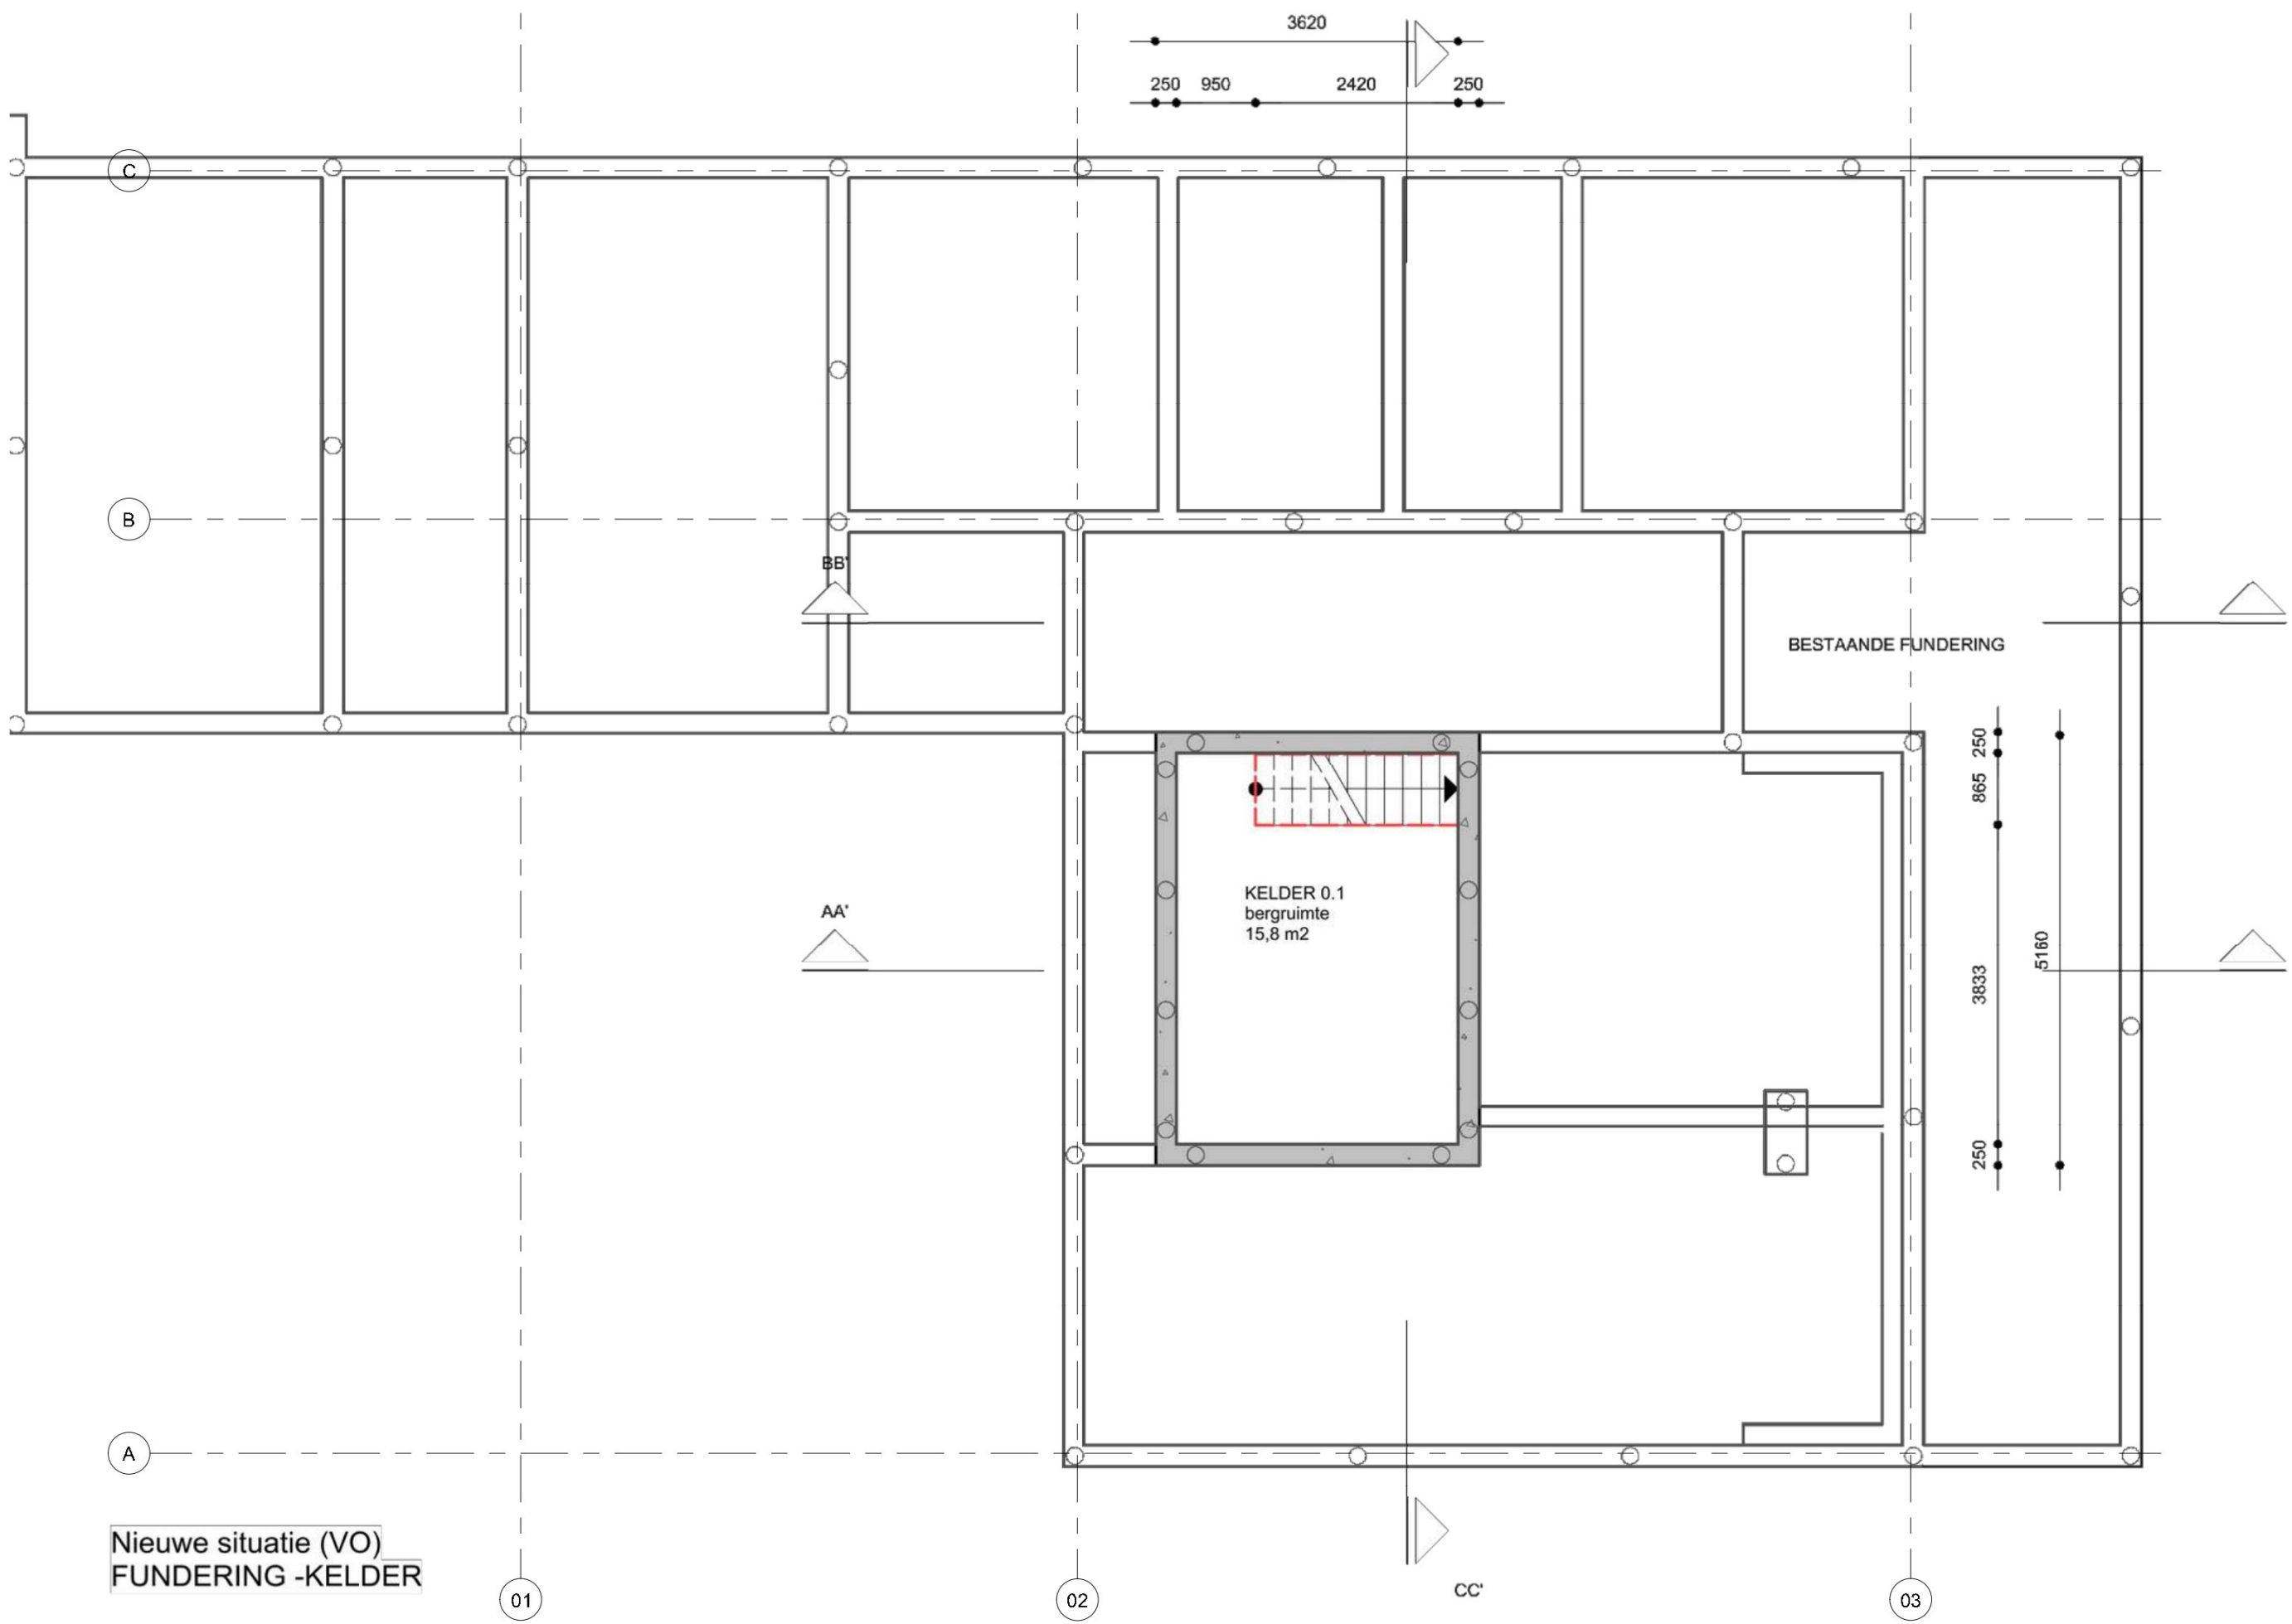 3620
250 950 2420 250
C
B
BB'
BESTAANDE FUNDERING
250
865
KELDER 0.1
bergruimte
15,8 m2
AA'
5160
3833
250
A
Nieuwe situatie (VO)
FUNDERING -KELDER
01
02
CC'
03